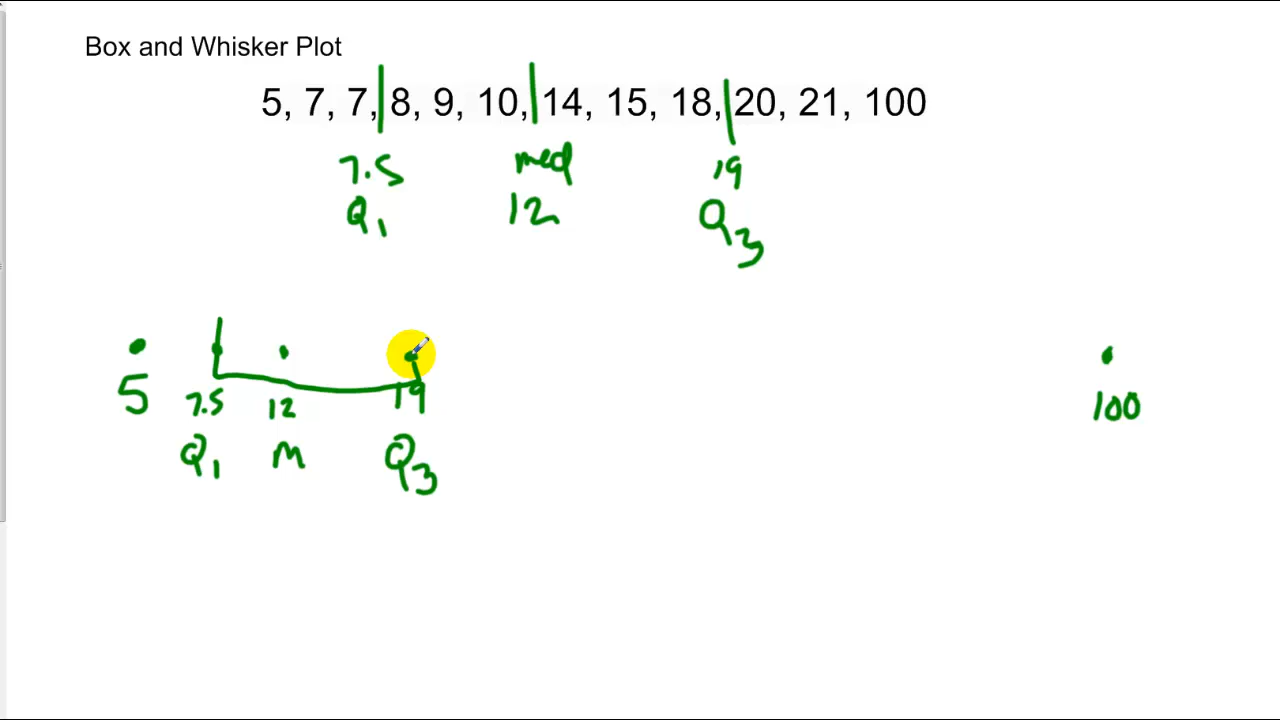 Box and Whisker Plot
5, 7, 7, 8, 9, 10, 14, 15, 18, 20, 21, 100
7.5 med 19
Q1 12 Q3
5 7.5 12 19 100
Q1 M Q3